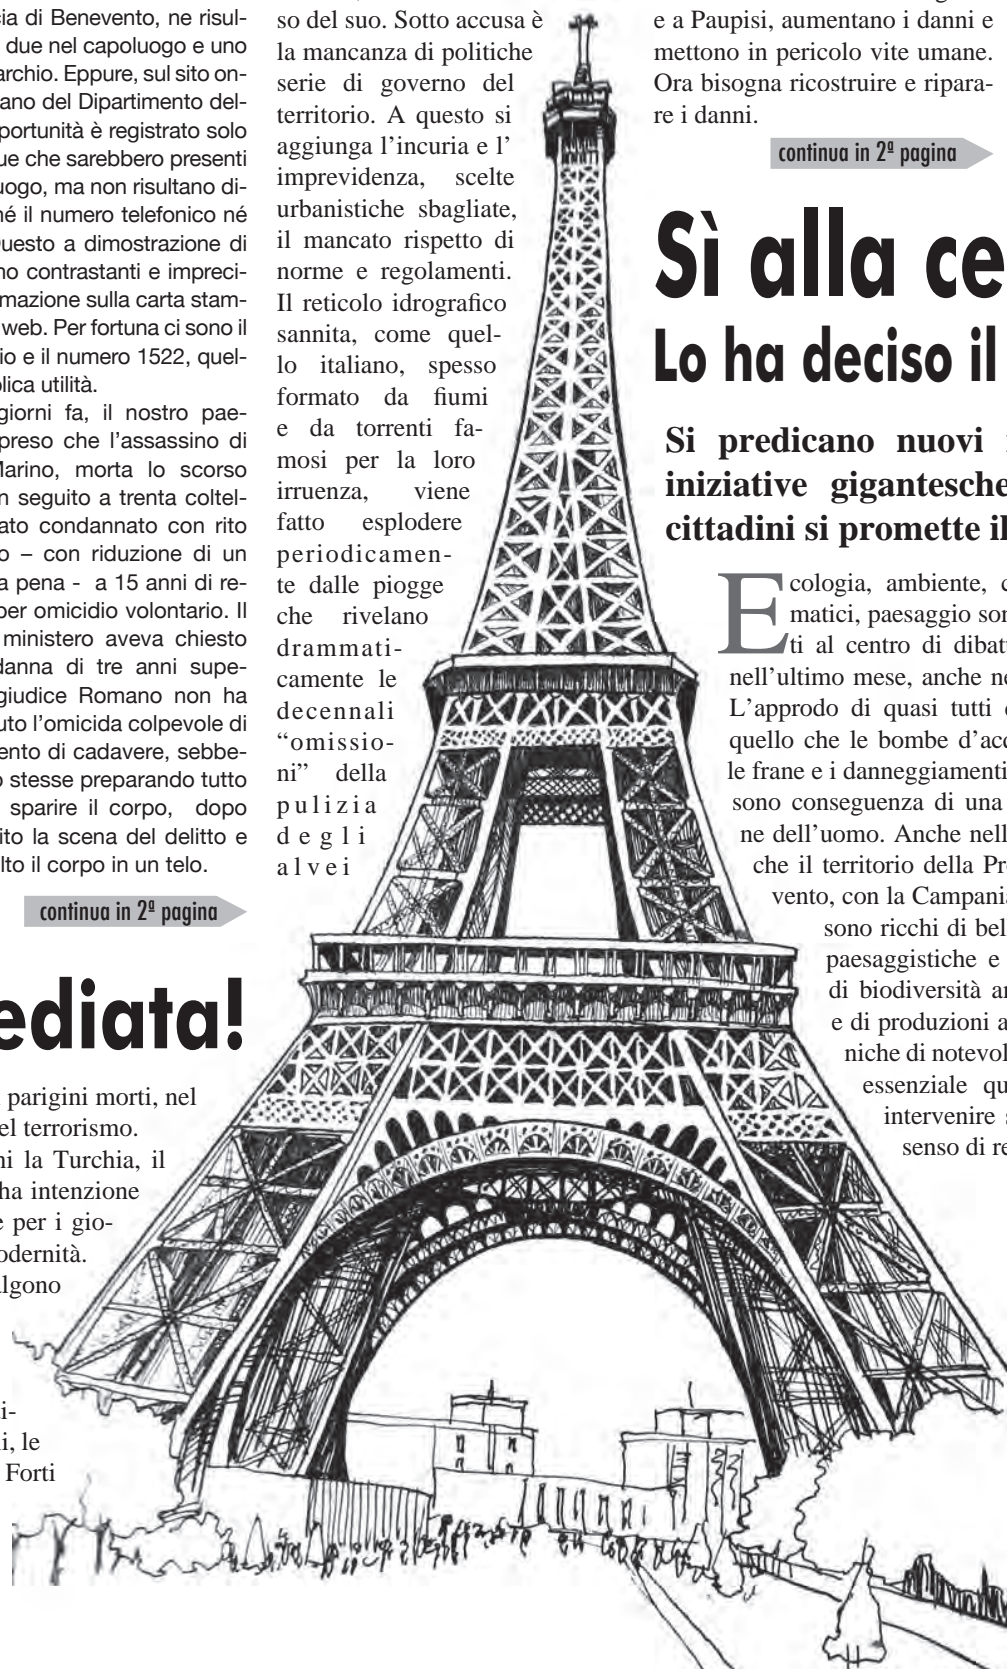 cia di Benevento, ne risul-
due nel capoluogo e uno
archio. Eppure, sul sito on-
ano del Dipartimento del-
portunità è registrato solo
ue che sarebbero presenti
uogo, ma non risultano di-
né il numero telefonico né
Questo a dimostrazione di
no contrastanti e impreci-
mazione sulla carta stam-
web. Per fortuna ci sono il
io e il numero 1522, quel-
olica utilità.
giorni fa, il nostro pae-
preso che l’assassino di
Marino, morta lo scorso
n seguito a trenta coltel-
ato condannato con rito
o – con riduzione di un
a pena - a 15 anni di re-
per omicidio volontario. Il
ministero aveva chiesto
danna di tre anni supe-
giudice Romano non ha
uto l’omicida colpevole di
ento di cadavere, sebbe-
o stesse preparando tutto
sparire il corpo, dopo
ito la scena del delitto e
lto il corpo in un telo.
continua in 2ª pagina
ediata!
parigini morti, nel
el terrorismo.
ni la Turchia, il
ha intenzione
e per i gio-
odernità.
algono
i-
i, le
Forti
so del suo. Sotto accusa è
la mancanza di politiche
serie di governo del
territorio. A questo si
aggiunga l’incuria e l’
imprevidenza, scelte
urbanistiche sbagliate,
il mancato rispetto di
norme e regolamenti.
Il reticolo idrografico
sannita, come quel-
lo italiano, spesso
formato da fiumi
e da torrenti fa-
mosi per la loro
irruenza, viene
fatto esplodere
periodicamen-
te dalle piogge
che rivelano
drammati-
camente le
decennali
“omissio-
ni” della
pulizia
degli
alvei
e a Paupisi, aumentano i danni e
mettono in pericolo vite umane.
Ora bisogna ricostruire e ripara-
re i danni.
continua in 2ª pagina
Sì alla ce
Lo ha deciso il
Si predicano nuovi
iniziative gigantesche
cittadini si promette il
Ecologia, ambiente, c
matici, paesaggio son
ti al centro di dibat
nell’ultimo mese, anche ne
L’approdo di quasi tutti
quello che le bombe d’acq
le frane e i danneggiamenti
sono conseguenza di una
ne dell’uomo. Anche nell
che il territorio della Pr
vento, con la Campania
sono ricchi di bel
paesaggistiche e
di biodiversità a
e di produzioni a
niche di notevol
essenziale qu
intervenire
senso di re